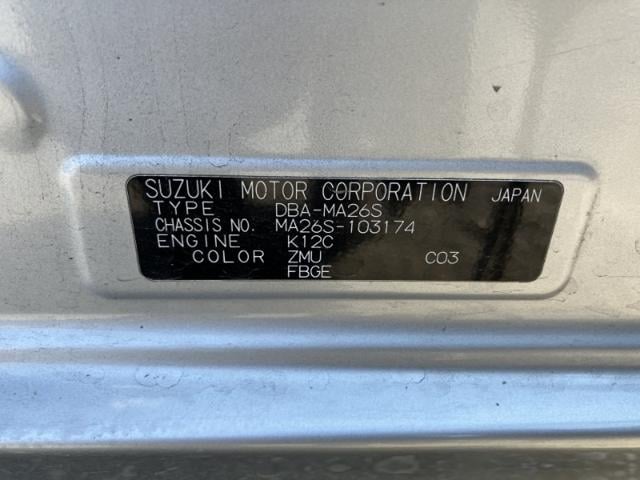 SUZUKI MOTOR CORPORATION JAPAN
TYPE DBA-MA26S
CHASSIS NO. MA26S-103174
ENGINE K12C
COLOR ZMU C03
FBGE